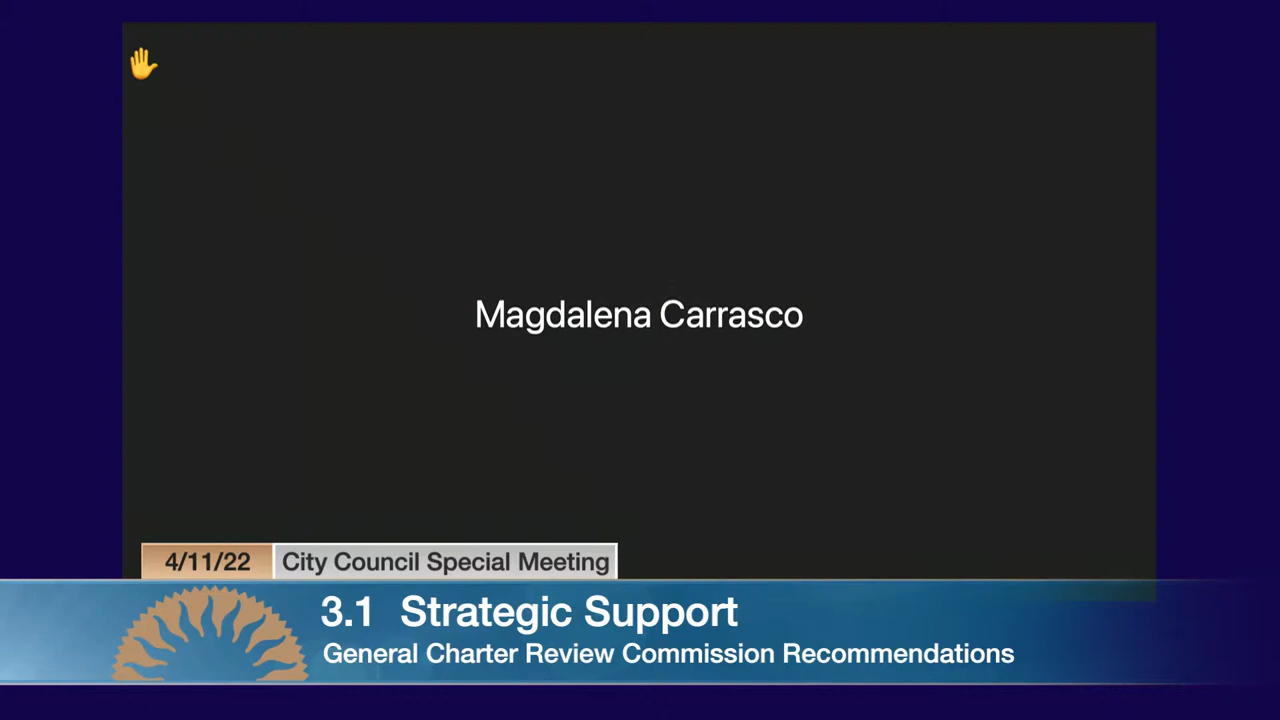 Magdalena Carrasco
4/11/22 City Council Special Meeting
3.1 Strategic Support
General Charter Review Commission Recommendations